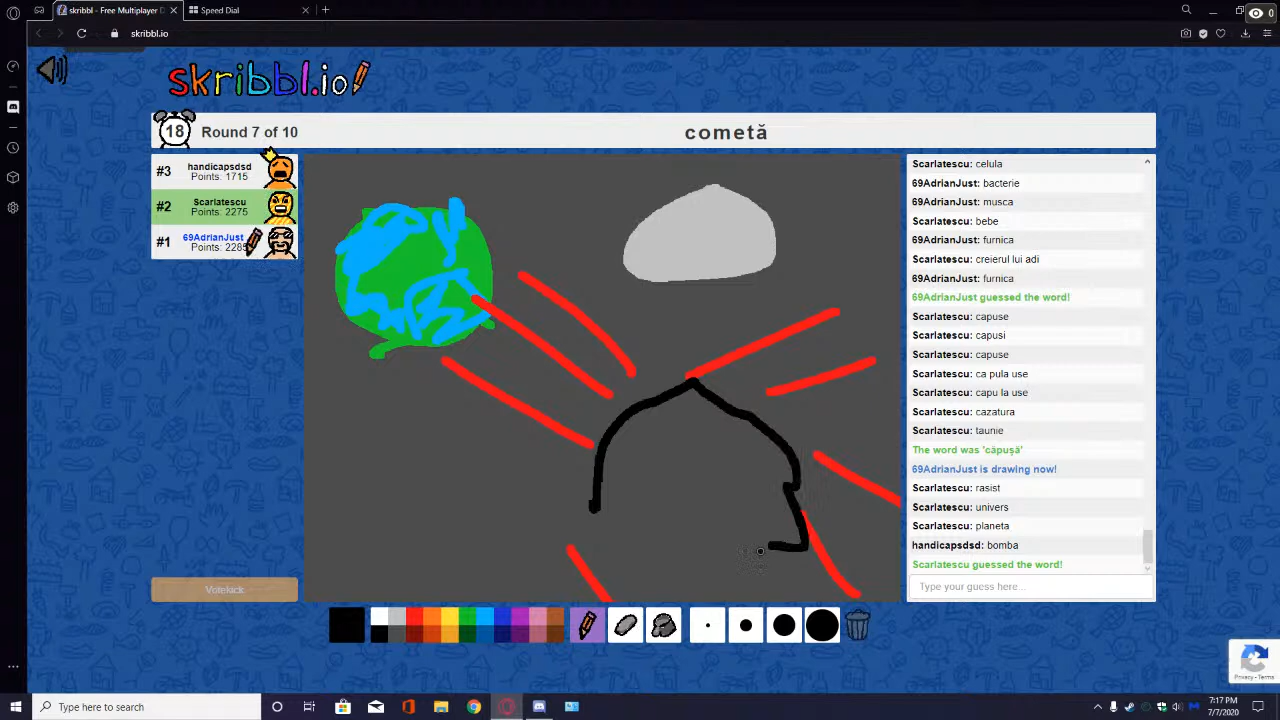 skribbl - Free Multiplayer D
Speed Dial
0
skribbl.io
skribbl.io
18
Round 7 of 10
cometă
#3
handicapsdsd
Points: 1715
#2
Scarlatescu
Points: 2275
#1
69AdrianJust
Points: 2285
Scarlatescu: celula
69AdrianJust: bacterie
69AdrianJust: musca
Scarlatescu: bebe
69AdrianJust: furnica
Scarlatescu: creierul lui adi
69AdrianJust: furnica
69AdrianJust guessed the word!
Scarlatescu: capuse
Scarlatescu: capusi
Scarlatescu: capuse
Scarlatescu: ca pula use
Scarlatescu: capu la use
Scarlatescu: cazatura
Scarlatescu: taunie
The word was 'căpușă'
69AdrianJust is drawing now!
Scarlatescu: rasist
Scarlatescu: univers
Scarlatescu: planeta
handicapsdsd: bomba
Scarlatescu guessed the word!
Type your guess here...
Votekick
Privacy - Terms
Type here to search
7:17 PM
7/7/2020